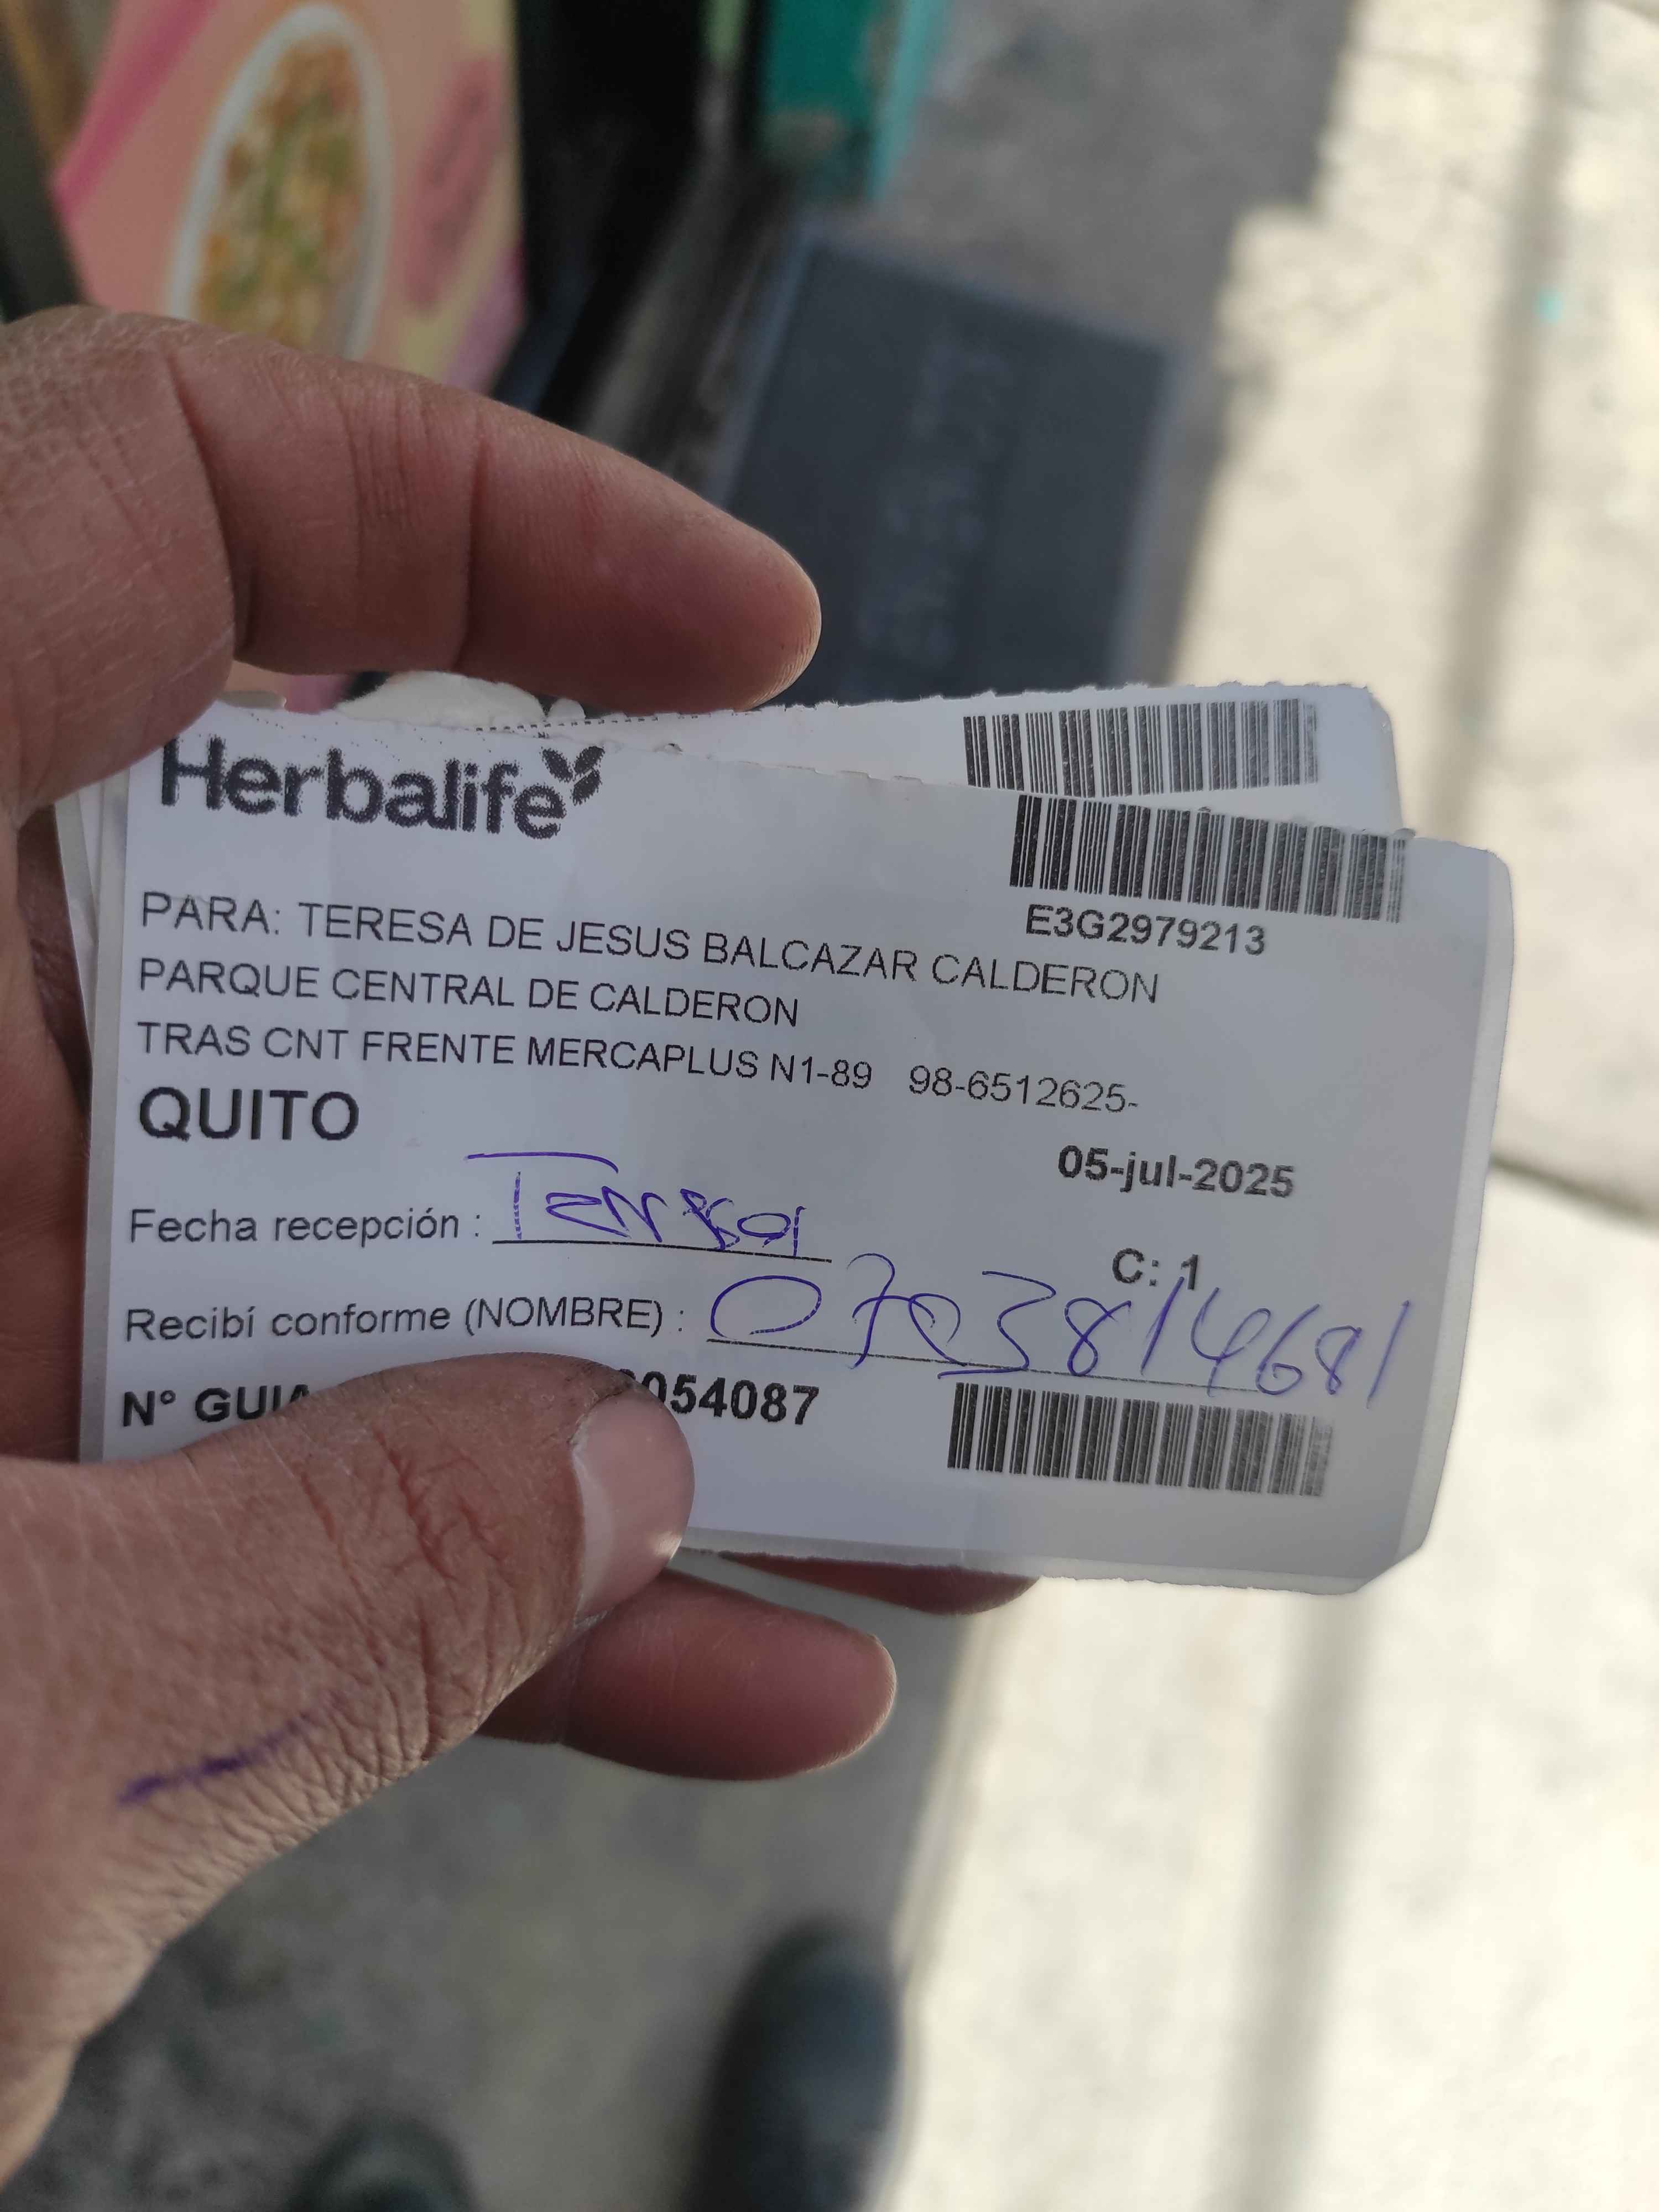 Herbalife
E3G2979213
PARA: TERESA DE JESUS BALCAZAR CALDERON
PARQUE CENTRAL DE CALDERON
TRAS CNT FRENTE MERCAPLUS N1-89 98-6512625-
QUITO
05-jul-2025
Fecha recepción : Teresa
C: 1
Recibí conforme (NOMBRE) : 0703814681
N° GUIA 054087